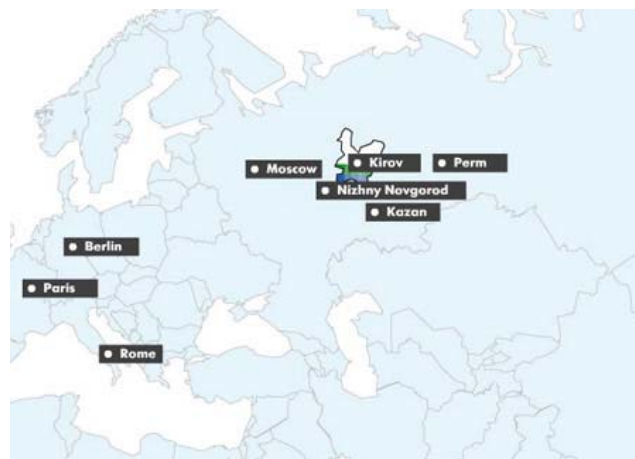 Kirov
Perm
Moscow
Nizhny Novgorod
Kazan
Berlin
Paris
Rome